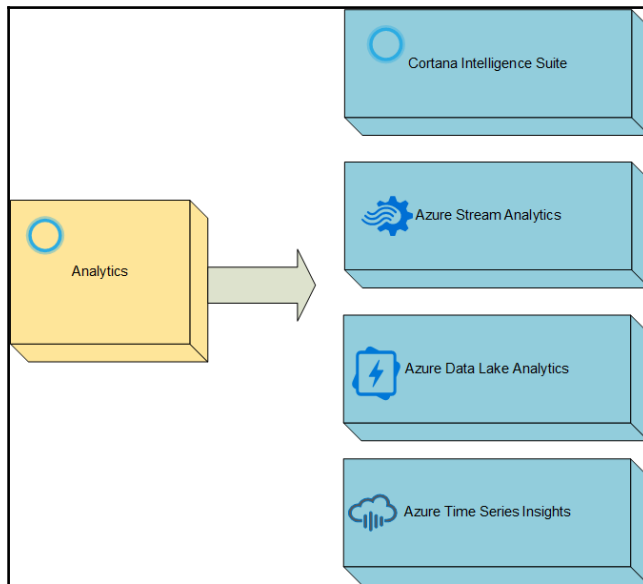 Cortana Intelligence Suite
Azure Stream Analytics
Analytics
Azure Data Lake Analytics
Azure Time Series Insights